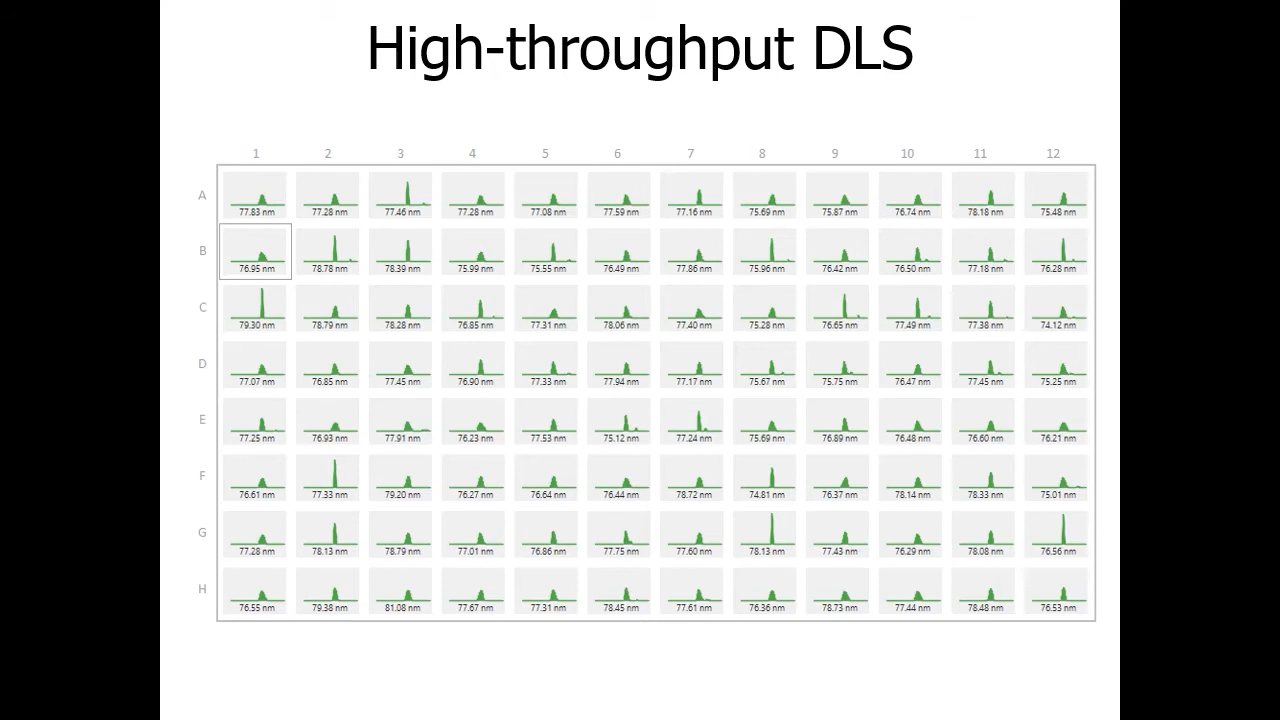 High-throughput DLS
1 2 3 4 5 6 7 8 9 10 11 12
A
77.83 nm 77.28 nm 77.46 nm 77.28 nm 77.08 nm 77.59 nm 77.16 nm 75.69 nm 75.87 nm 76.74 nm 78.18 nm 75.48 nm
B
76.95 nm 78.78 nm 78.39 nm 75.99 nm 75.55 nm 76.49 nm 77.86 nm 75.96 nm 76.42 nm 76.50 nm 77.18 nm 76.28 nm
C
79.30 nm 78.79 nm 78.28 nm 76.85 nm 77.31 nm 78.06 nm 77.40 nm 75.28 nm 76.65 nm 77.49 nm 77.38 nm 74.12 nm
D
77.07 nm 76.85 nm 77.45 nm 76.90 nm 77.33 nm 77.94 nm 77.17 nm 75.67 nm 75.75 nm 76.47 nm 77.45 nm 75.25 nm
E
77.25 nm 76.93 nm 77.91 nm 76.23 nm 77.53 nm 75.12 nm 77.24 nm 75.69 nm 76.89 nm 76.48 nm 76.60 nm 76.21 nm
F
76.61 nm 77.33 nm 79.20 nm 76.27 nm 76.64 nm 76.44 nm 78.72 nm 74.81 nm 76.37 nm 78.14 nm 78.33 nm 75.01 nm
G
77.28 nm 78.13 nm 78.79 nm 77.01 nm 76.86 nm 77.75 nm 77.60 nm 78.13 nm 77.43 nm 76.29 nm 78.08 nm 76.56 nm
H
76.55 nm 79.38 nm 81.08 nm 77.67 nm 77.31 nm 78.45 nm 77.61 nm 76.36 nm 78.73 nm 77.44 nm 78.48 nm 76.53 nm